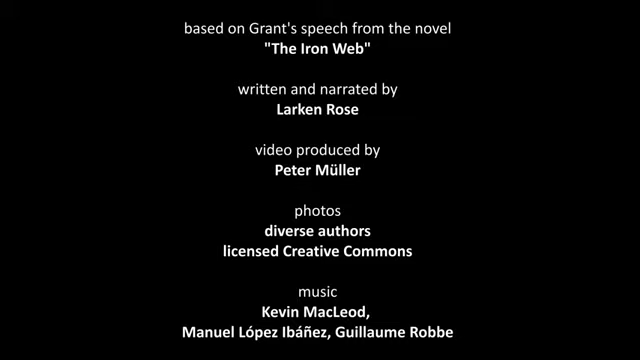 based on Grant's speech from the novel
"The Iron Web"
written and narrated by
Larken Rose
video produced by
Peter Müller
photos
diverse authors
licensed Creative Commons
music
Kevin MacLeod,
Manuel López Ibáñez, Guillaume Robbe